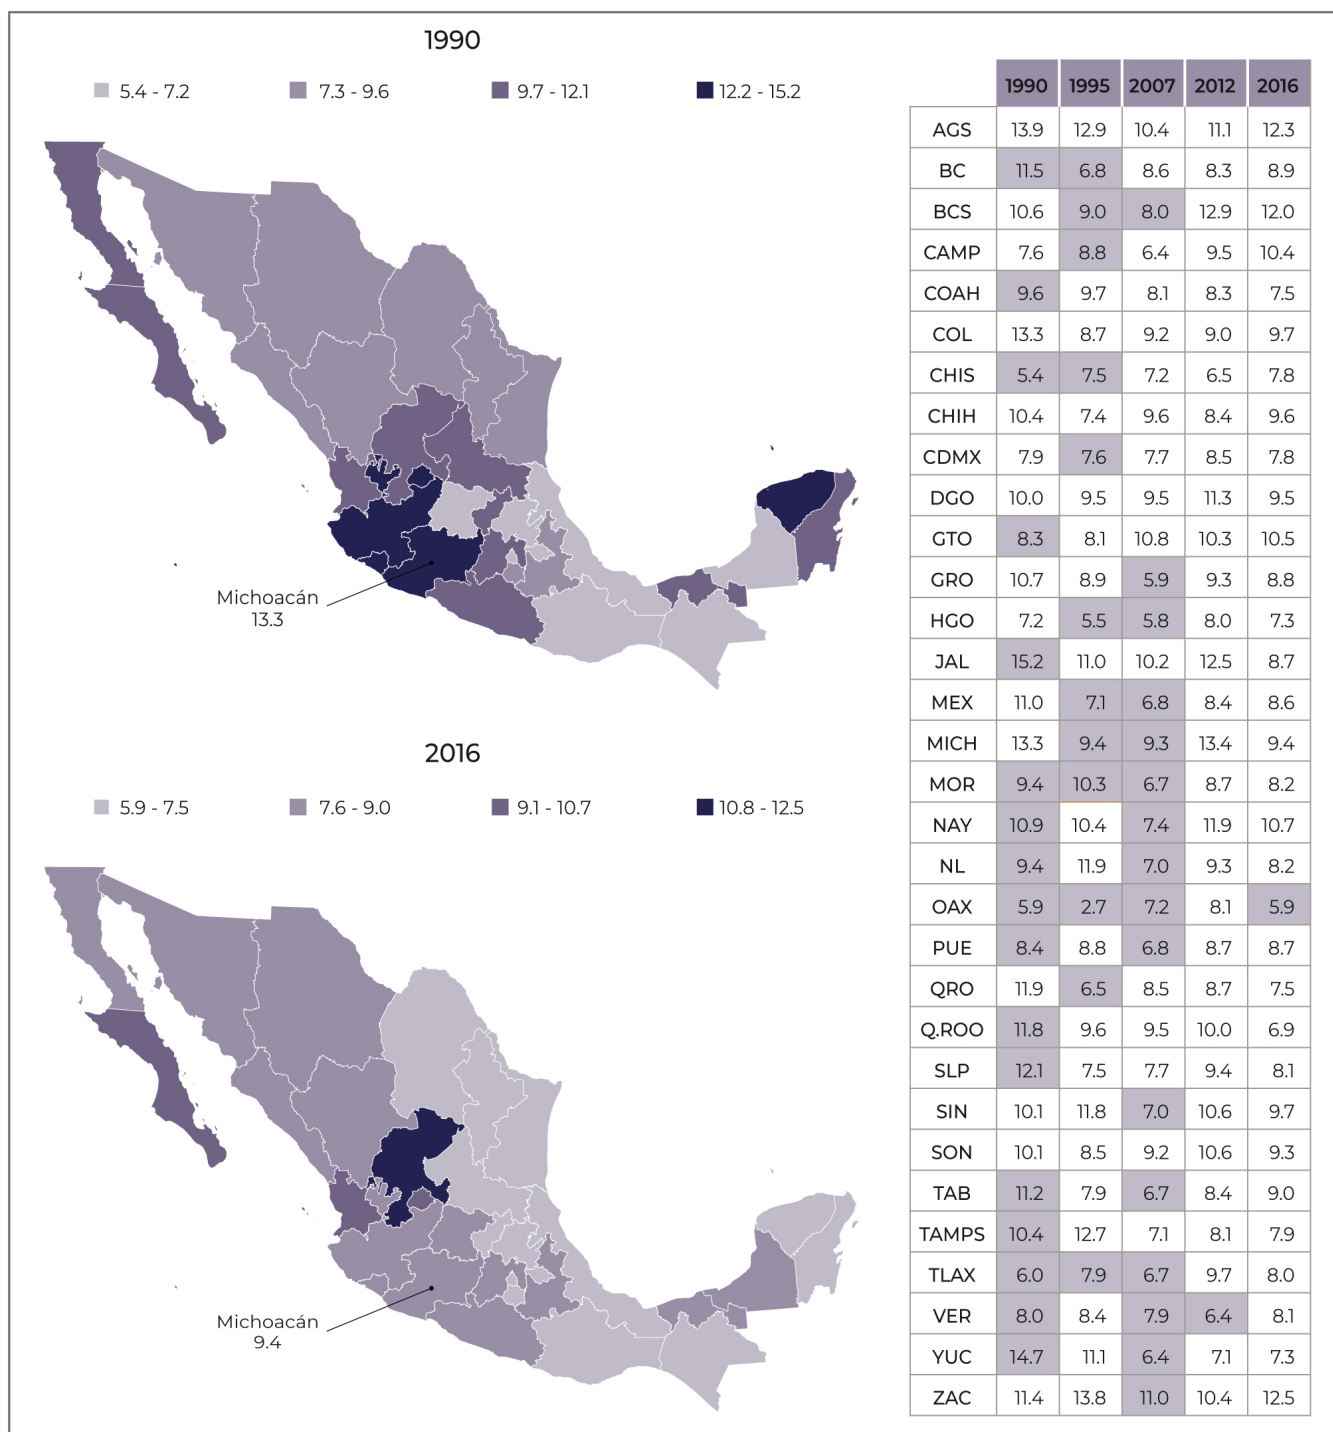 1990
5.4 - 7.2 7.3 - 9.6 9.7 - 12.1 12.2 - 15.2
Michoacán
13.3
2016
5.9 - 7.5 7.6 - 9.0 9.1 - 10.7 10.8 - 12.5
Michoacán
9.4
1990 1995 2007 2012 2016
AGS 13.9 12.9 10.4 11.1 12.3
BC 11.5 6.8 8.6 8.3 8.9
BCS 10.6 9.0 8.0 12.9 12.0
CAMP 7.6 8.8 6.4 9.5 10.4
COAH 9.6 9.7 8.1 8.3 7.5
COL 13.3 8.7 9.2 9.0 9.7
CHIS 5.4 7.5 7.2 6.5 7.8
CHIH 10.4 7.4 9.6 8.4 9.6
CDMX 7.9 7.6 7.7 8.5 7.8
DGO 10.0 9.5 9.5 11.3 9.5
GTO 8.3 8.1 10.8 10.3 10.5
GRO 10.7 8.9 5.9 9.3 8.8
HGO 7.2 5.5 5.8 8.0 7.3
JAL 15.2 11.0 10.2 12.5 8.7
MEX 11.0 7.1 6.8 8.4 8.6
MICH 13.3 9.4 9.3 13.4 9.4
MOR 9.4 10.3 6.7 8.7 8.2
NAY 10.9 10.4 7.4 11.9 10.7
NL 9.4 11.9 7.0 9.3 8.2
OAX 5.9 2.7 7.2 8.1 5.9
PUE 8.4 8.8 6.8 8.7 8.7
QRO 11.9 6.5 8.5 8.7 7.5
Q.ROO 11.8 9.6 9.5 10.0 6.9
SLP 12.1 7.5 7.7 9.4 8.1
SIN 10.1 11.8 7.0 10.6 9.7
SON 10.1 8.5 9.2 10.6 9.3
TAB 11.2 7.9 6.7 8.4 9.0
TAMPS 10.4 12.7 7.1 8.1 7.9
TLAX 6.0 7.9 6.7 9.7 8.0
VER 8.0 8.4 7.9 6.4 8.1
YUC 14.7 11.1 6.4 7.1 7.3
ZAC 11.4 13.8 11.0 10.4 12.5